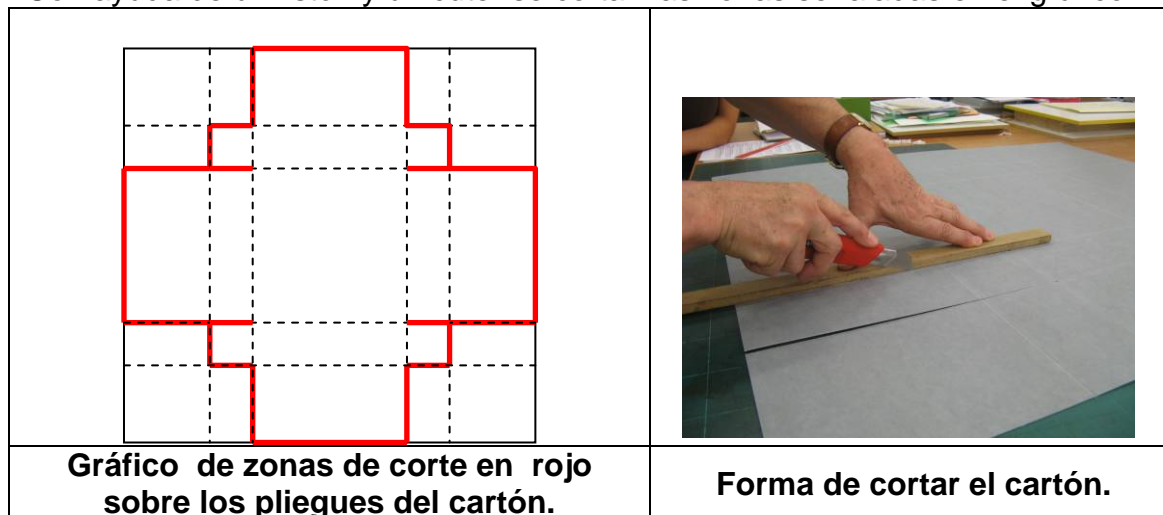 Gráfico de zonas de corte en rojo
sobre los pliegues del cartón.
Forma de cortar el cartón.